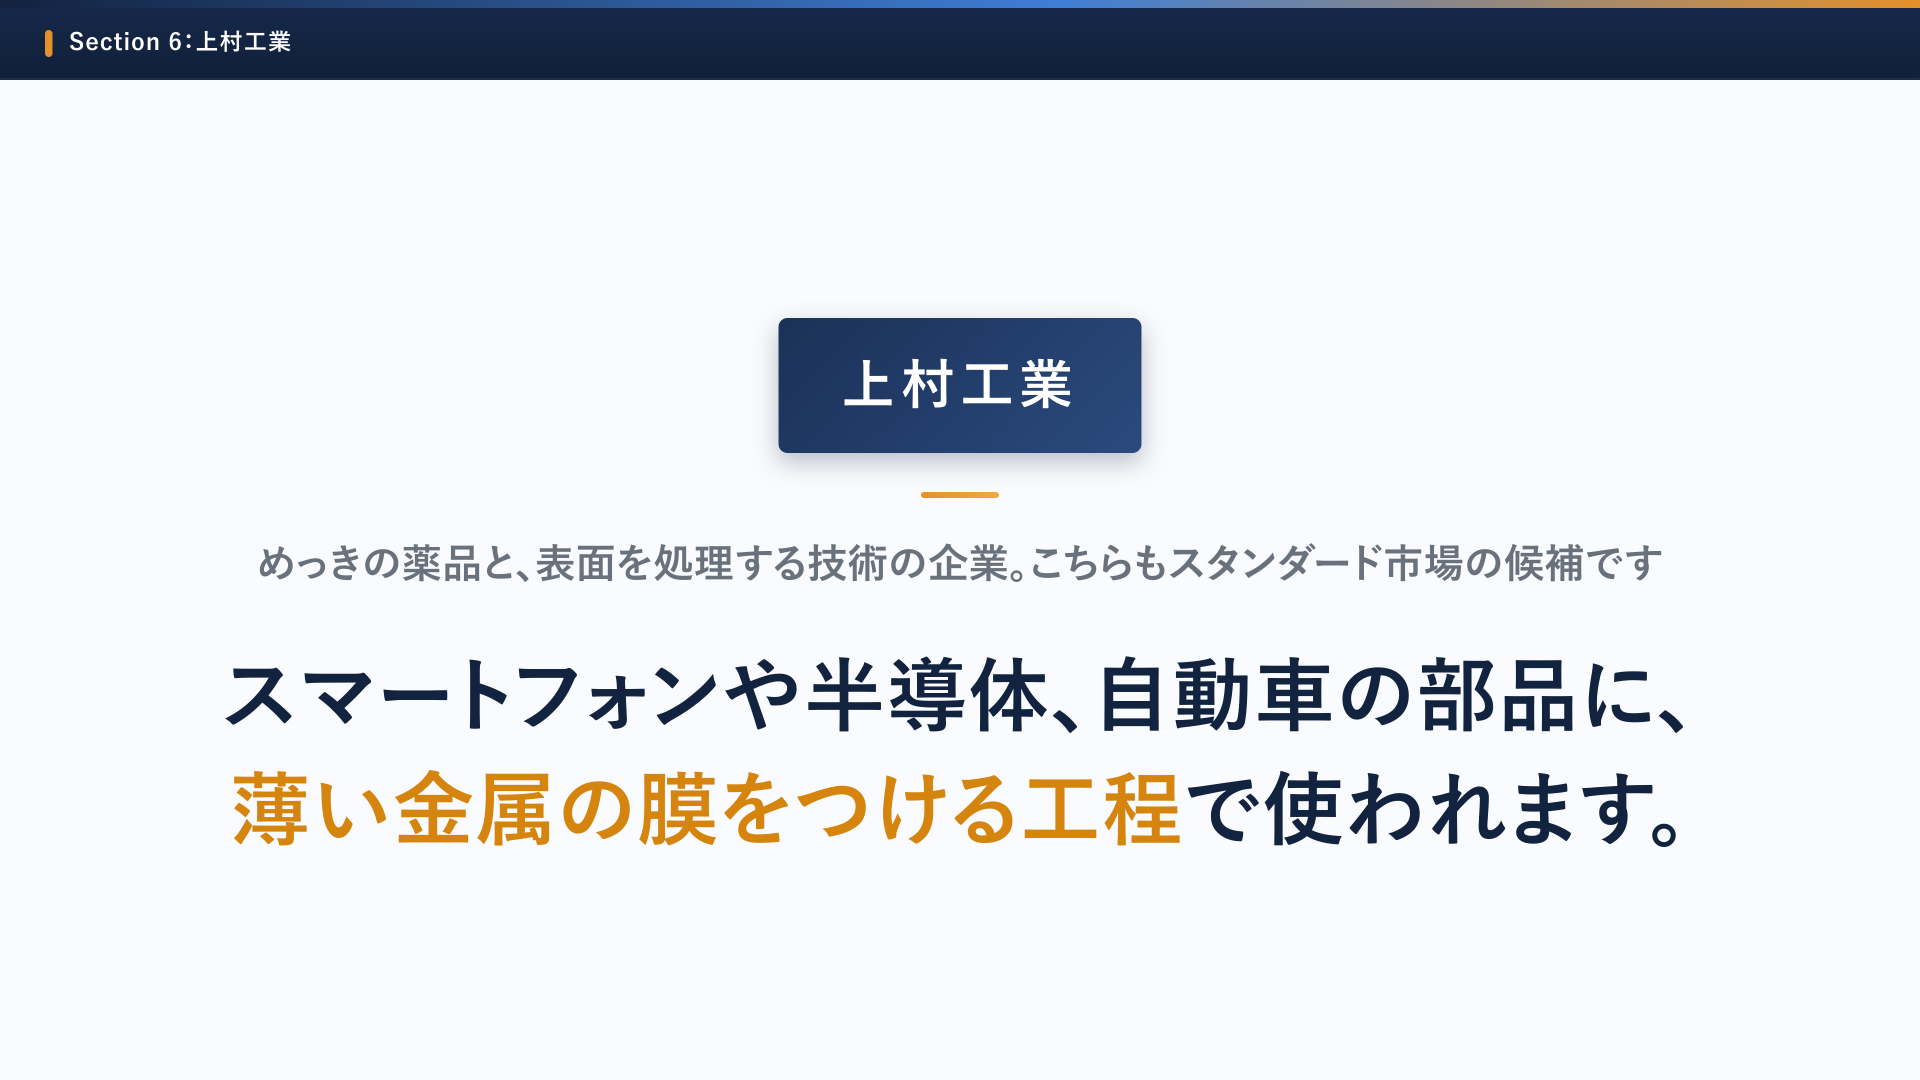 Section 6：上村工業
上村工業
めっきの薬品と、表面を処理する技術の企業。こちらもスタンダード市場の候補です
スマートフォンや半導体、自動車の部品に、
薄い金属の膜をつける工程で使われます。